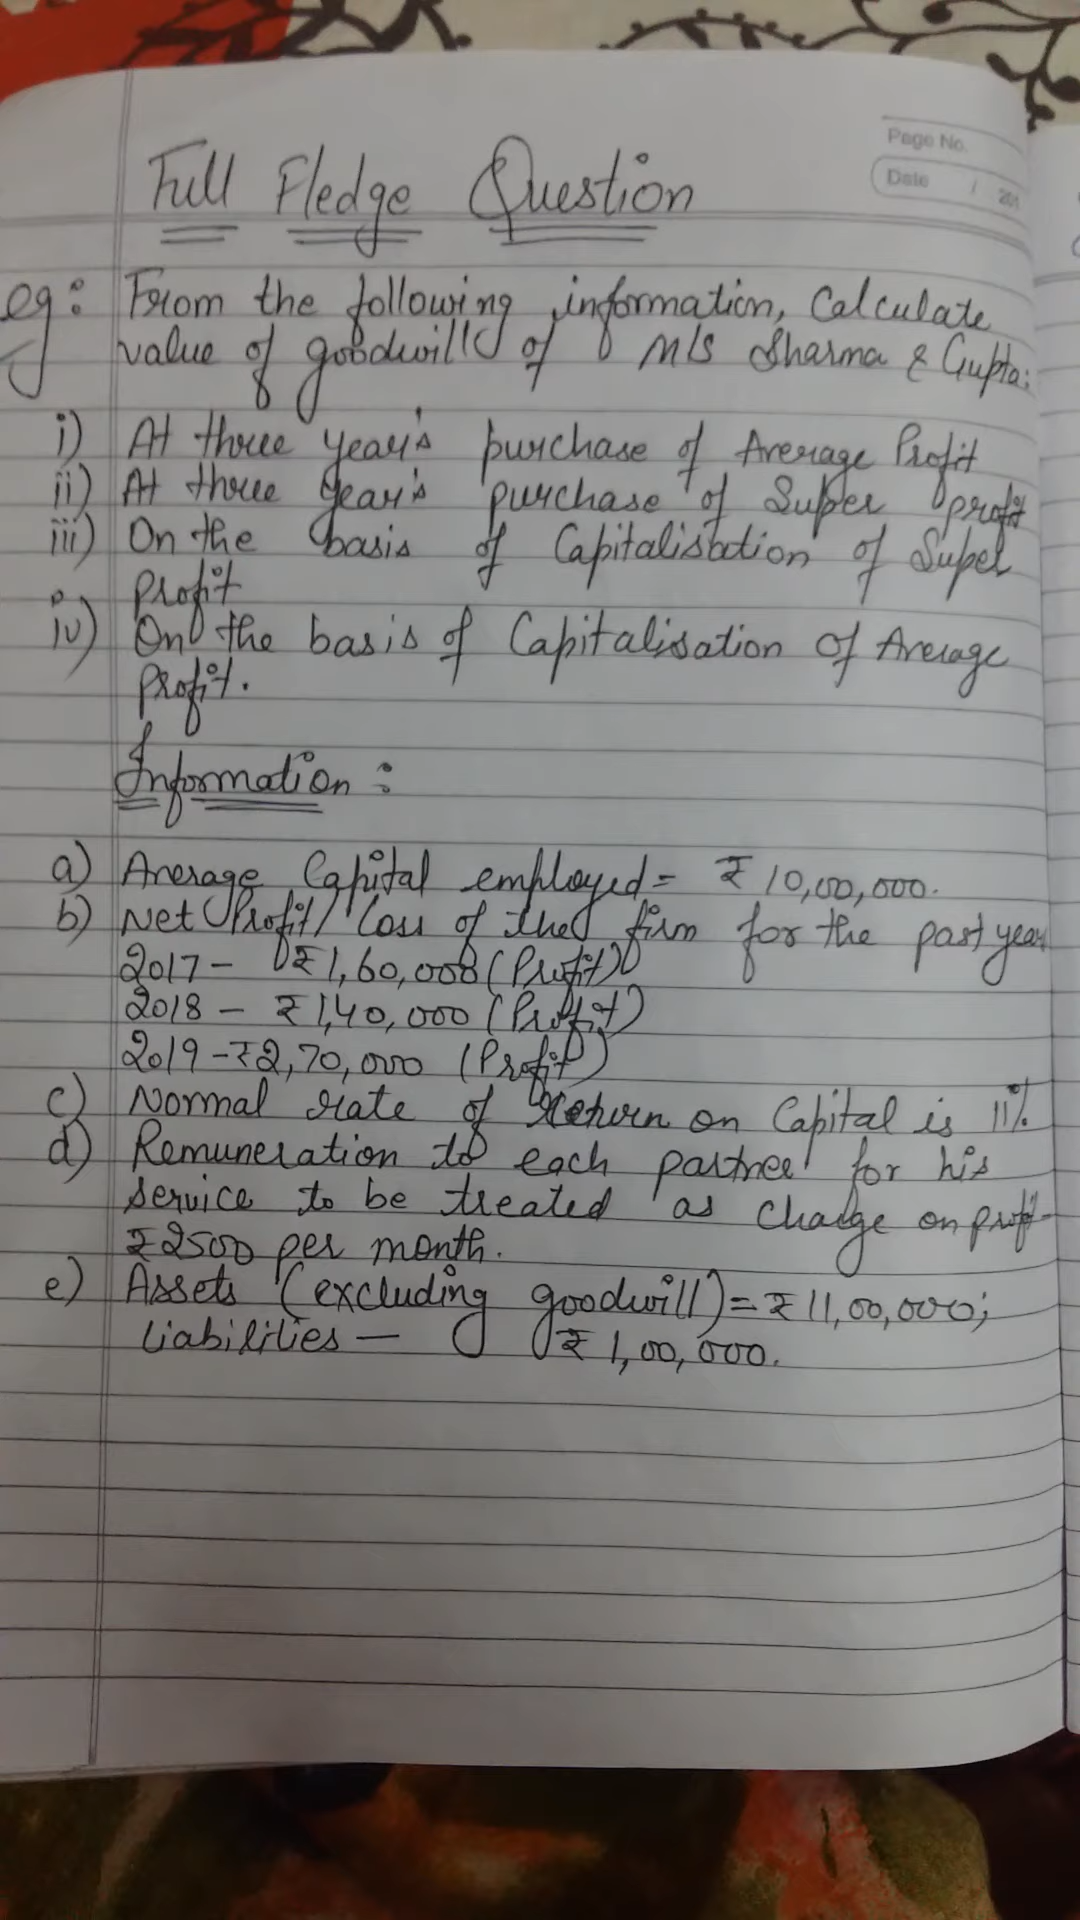 Page No.
Date / 201
Full Fledge Question
eg: From the following information, Calculate
value of goodwill of M/S Sharma & Gupta:
i) At three year's purchase of Average Profit
ii) At three year's purchase of Super profit
iii) On the basis of Capitalisation of Super
Profit
iv) On the basis of Capitalisation of Average
Profit.
Information :
a) Average Capital employed = ₹ 10,00,000.
b) Net Profit/Loss of the firm for the past year
2017 - ₹1,60,000 (Profit)
2018 - ₹1,40,000 (Profit)
2019 - ₹2,70,000 (Profit)
c) Normal rate of return on Capital is 11%
d) Remuneration to each partner for his
service to be treated as charge on profit
₹2500 per month.
e) Assets (excluding goodwill) = ₹ 11,00,000;
Liabilities — ₹ 1,00,000.